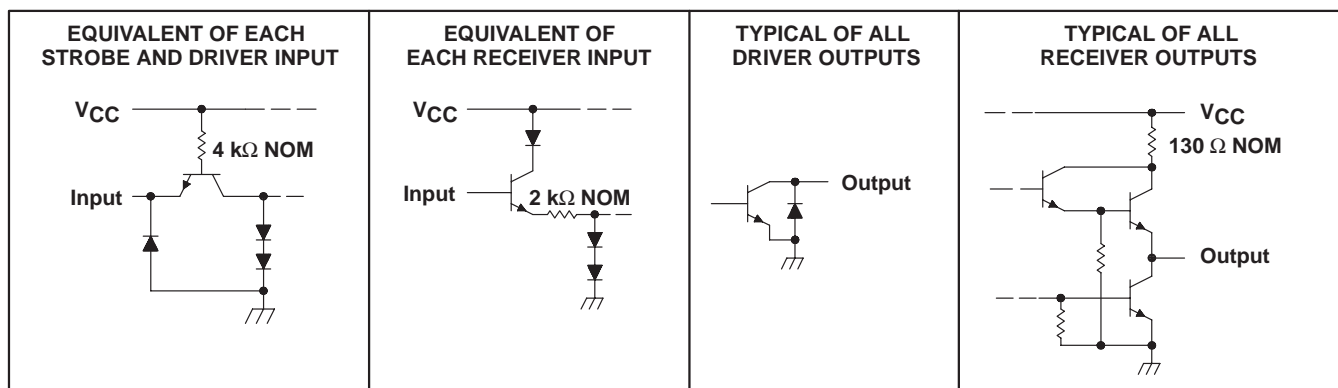 EQUIVALENT OF EACH
STROBE AND DRIVER INPUT
VCC
4 kΩ NOM
Input
EQUIVALENT OF
EACH RECEIVER INPUT
VCC
Input
2 kΩ NOM
TYPICAL OF ALL
DRIVER OUTPUTS
Output
TYPICAL OF ALL
RECEIVER OUTPUTS
VCC
130 Ω NOM
Output